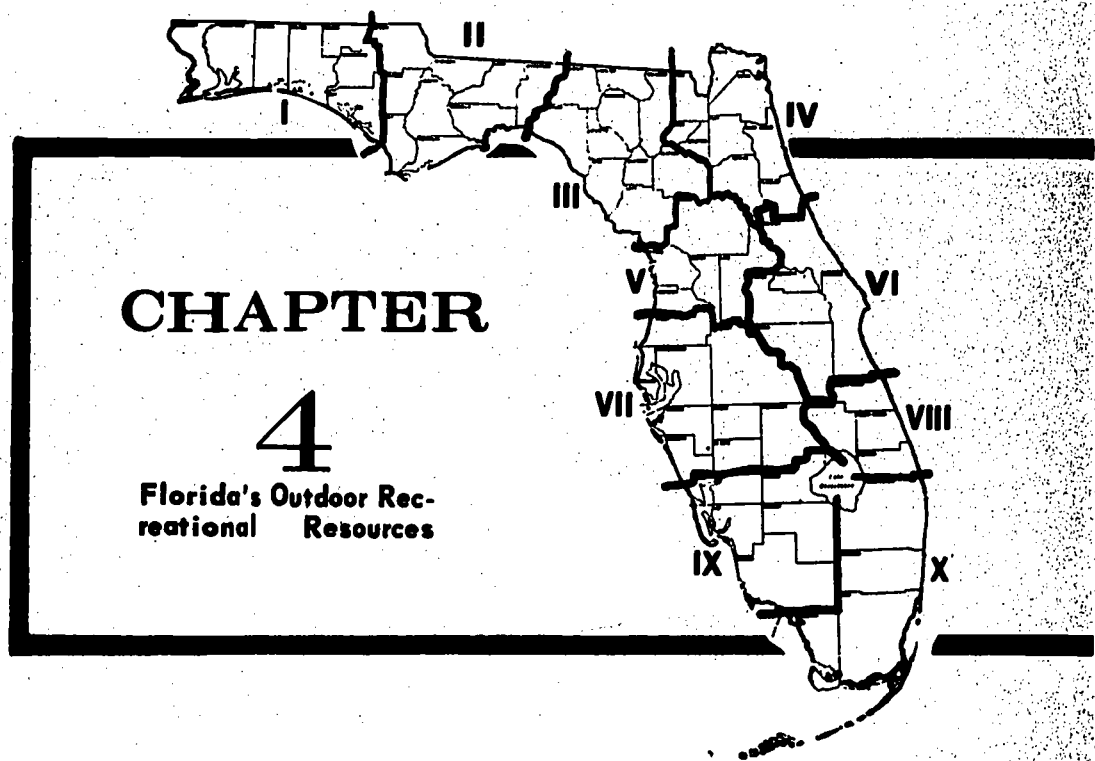 II
I
IV
III
V
VI
CHAPTER
VII
VIII
4
Florida's Outdoor Rec-
reational Resources
IX
X